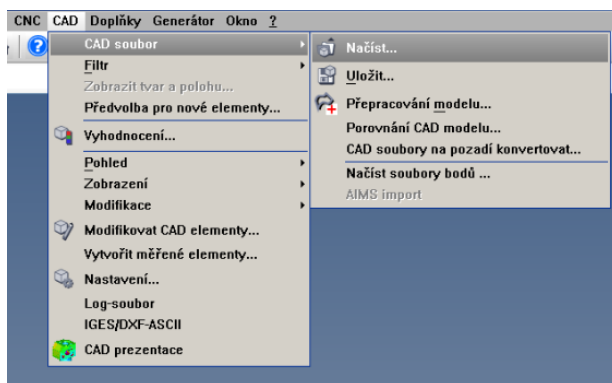 CNC CAD Doplňky Generátor Okno ?
CAD soubor
Filtr
Zobrazit tvar a polohu...
Předvolba pro nové elementy...
Vyhodnocení...
Pohled
Zobrazení
Modifikace
Modifikovat CAD elementy...
Vytvořit měřené elementy...
Nastavení...
Log-soubor
IGES/DXF-ASCII
CAD prezentace
Načíst...
Uložit...
Přepracování modelu...
Porovnání CAD modelu...
CAD soubory na pozadí konvertovat...
Načíst soubory bodů ...
AIMS import